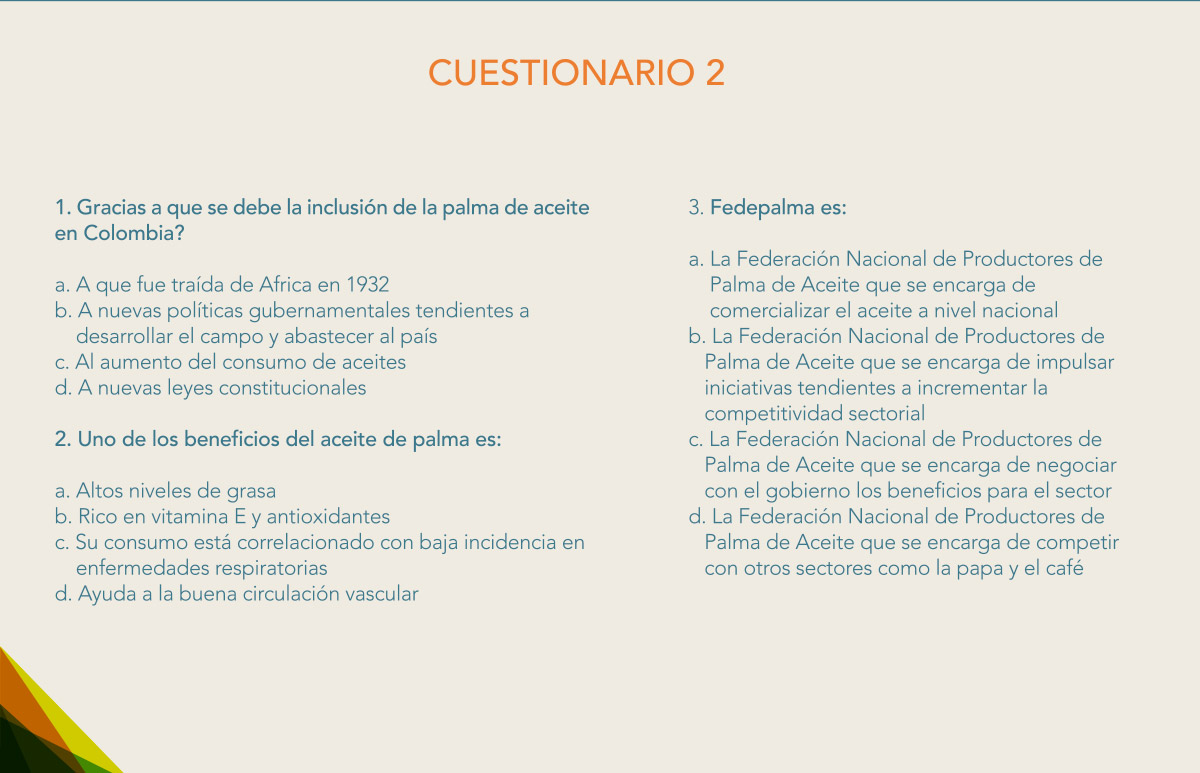 CUESTIONARIO 2
1. Gracias a que se debe la inclusión de la palma de aceite
en Colombia?
a. A que fue traída de Africa en 1932
b. A nuevas políticas gubernamentales tendientes a
desarrollar el campo y abastecer al país
c. Al aumento del consumo de aceites
d. A nuevas leyes constitucionales
2. Uno de los beneficios del aceite de palma es:
a. Altos niveles de grasa
b. Rico en vitamina E y antioxidantes
c. Su consumo está correlacionado con baja incidencia en
enfermedades respiratorias
d. Ayuda a la buena circulación vascular
3. Fedepalma es:
a. La Federación Nacional de Productores de
Palma de Aceite que se encarga de
comercializar el aceite a nivel nacional
b. La Federación Nacional de Productores de
Palma de Aceite que se encarga de impulsar
iniciativas tendientes a incrementar la
competitividad sectorial
c. La Federación Nacional de Productores de
Palma de Aceite que se encarga de negociar
con el gobierno los beneficios para el sector
d. La Federación Nacional de Productores de
Palma de Aceite que se encarga de competir
con otros sectores como la papa y el café